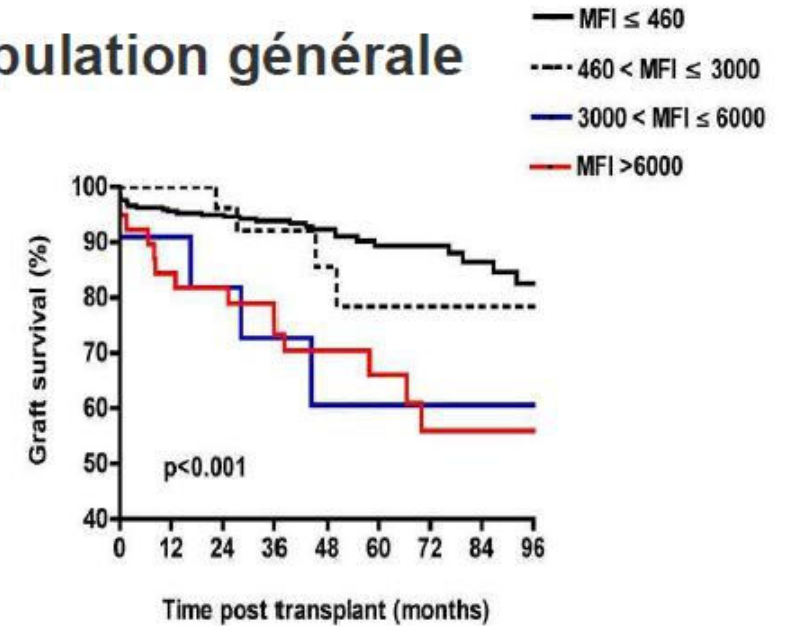 MFI ≤ 460
pulation générale
460 < MFI ≤ 3000
3000 < MFI ≤ 6000
MFI >6000
100
90
80
70
60
50
40
Graft survival (%)
p<0.001
0 12 24 36 48 60 72 84 96
Time post transplant (months)